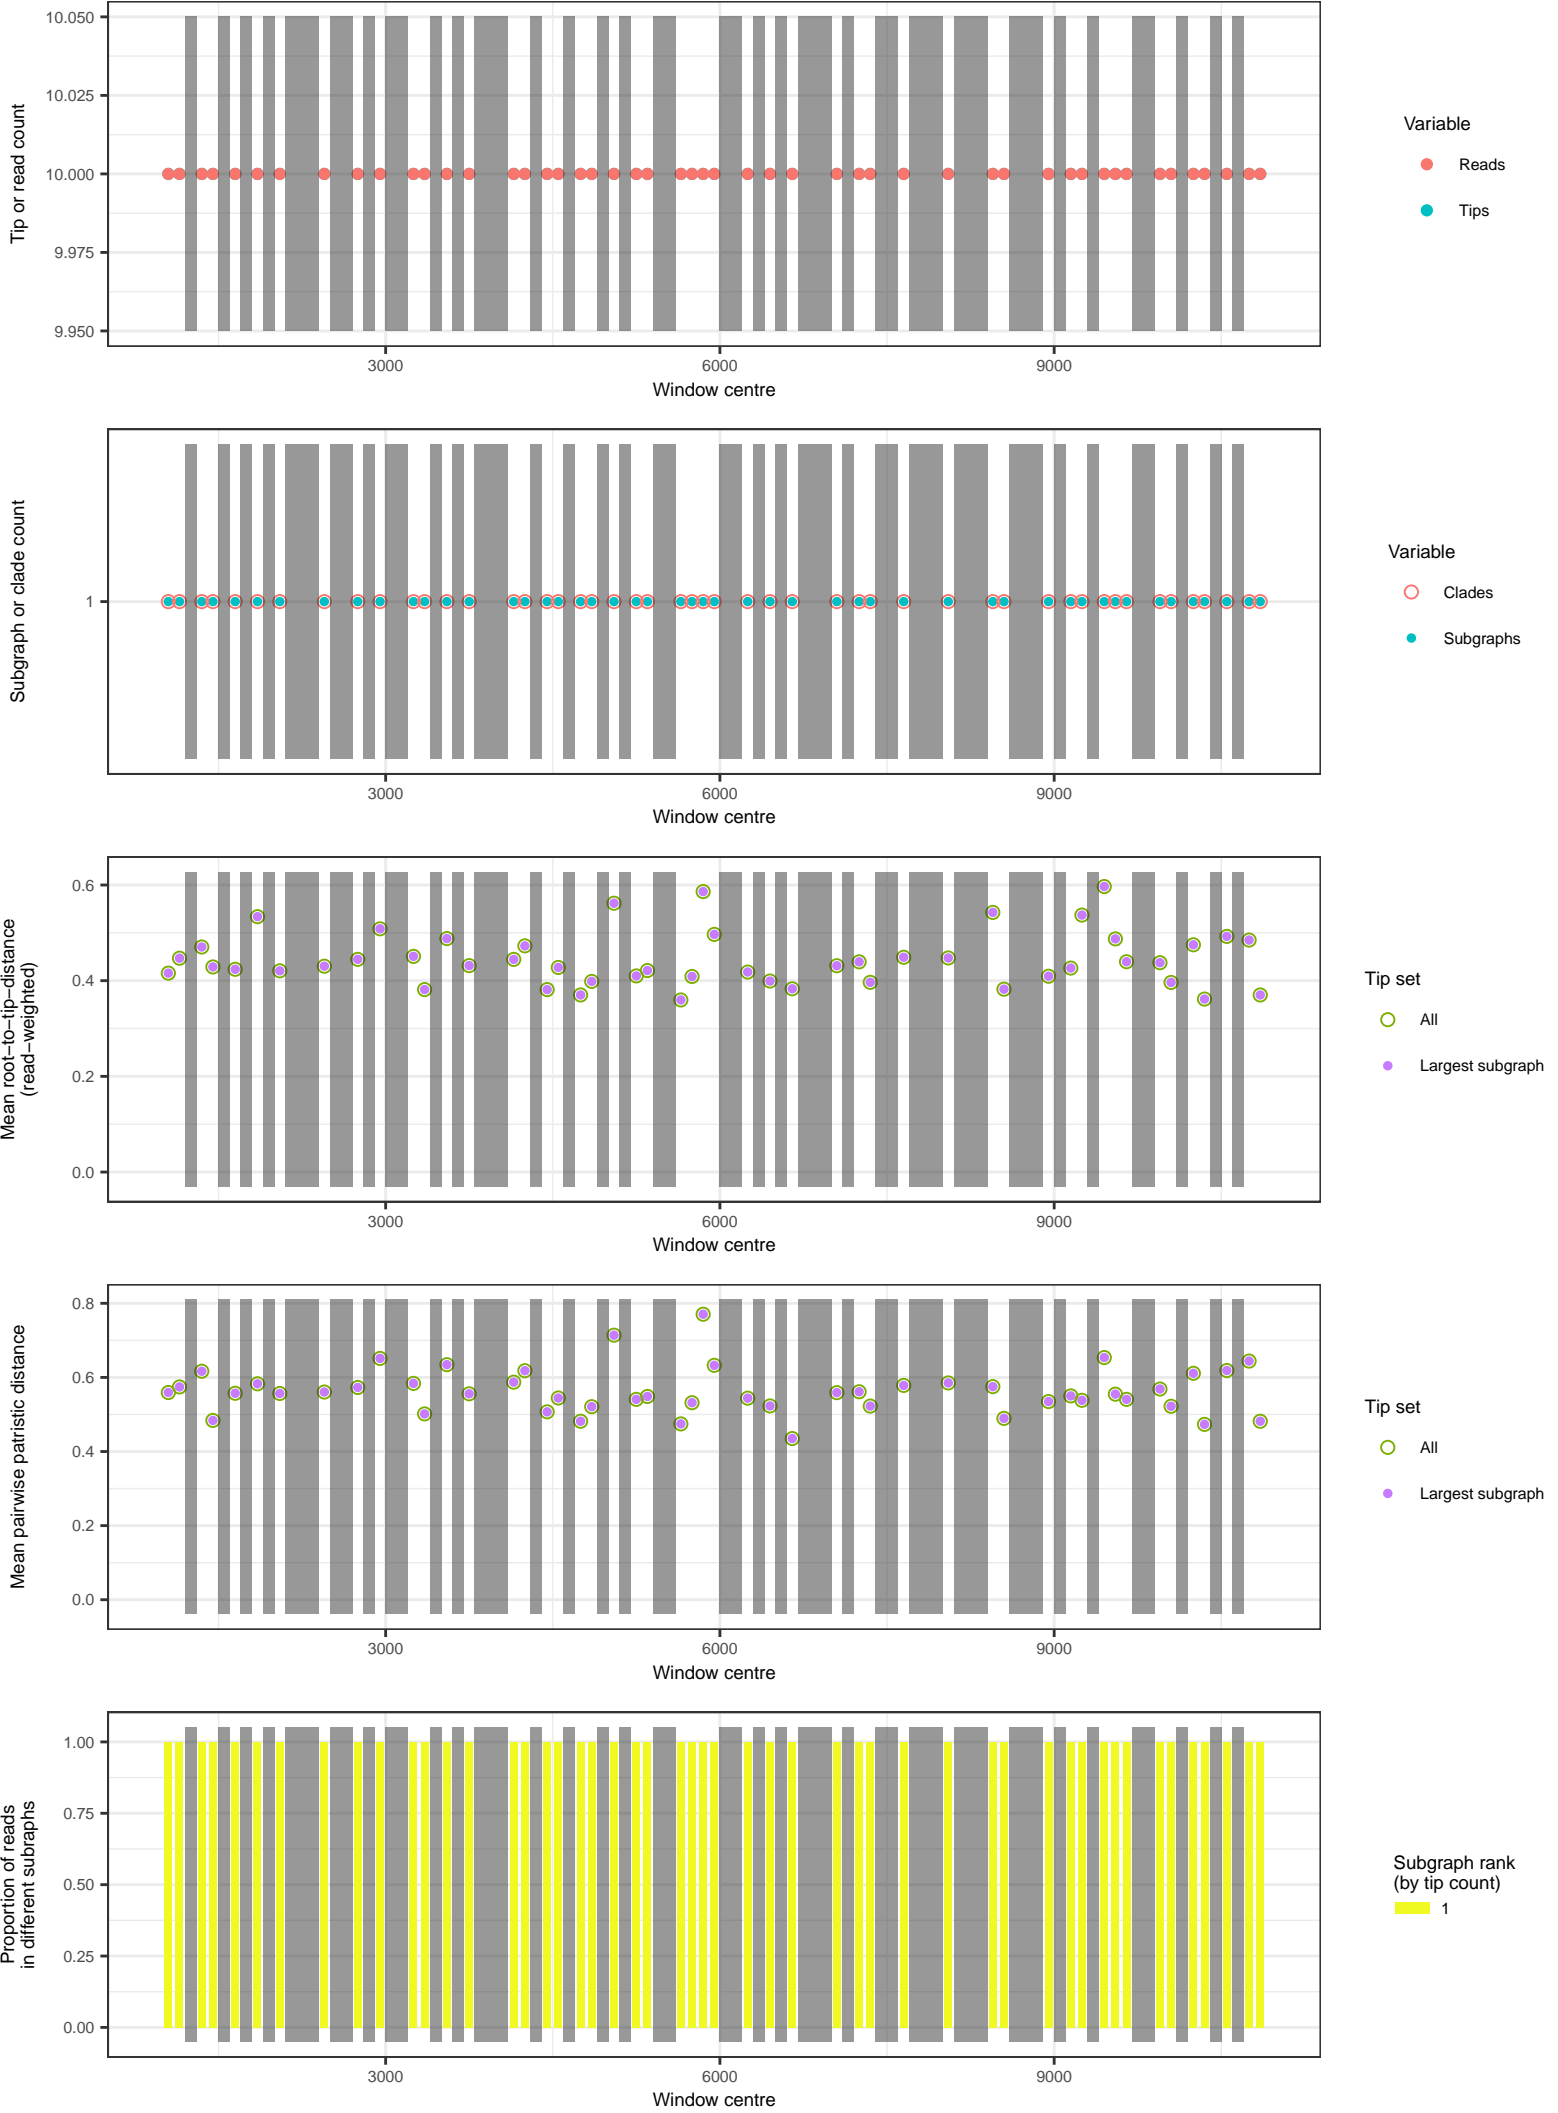 10.050
10.025
10.000
9.975
9.950
Tip or read count
3000
6000
9000
Window centre
Variable
Reads
Tips
1
Subgraph or clade count
3000
6000
9000
Window centre
Variable
Clades
Subgraphs
0.6
0.4
0.2
0.0
Mean root−to−tip−distance
(read−weighted)
3000
6000
9000
Window centre
Tip set
All
Largest subgraph
0.8
0.6
0.4
0.2
0.0
Mean pairwise patristic distance
3000
6000
9000
Window centre
Tip set
All
Largest subgraph
1.00
0.75
0.50
0.25
0.00
Proportion of reads
in different subraphs
3000
6000
9000
Window centre
Subgraph rank
(by tip count)
1